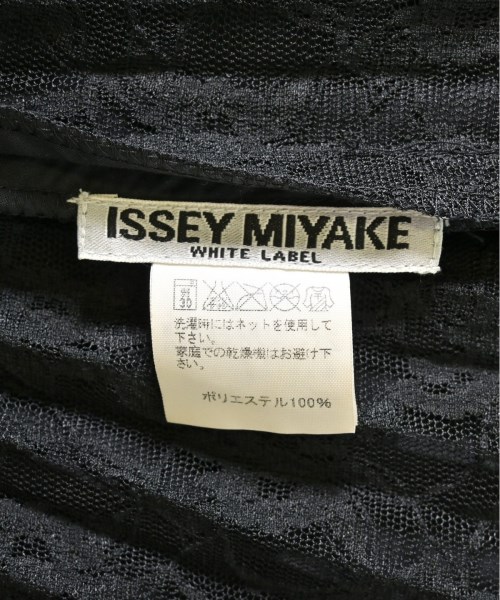 ISSEY MIYAKE
WHITE LABEL
30
洗濯時にはネットを使用して
下さい。
家庭での乾燥機はお避け下
さい。
ポリエステル100%